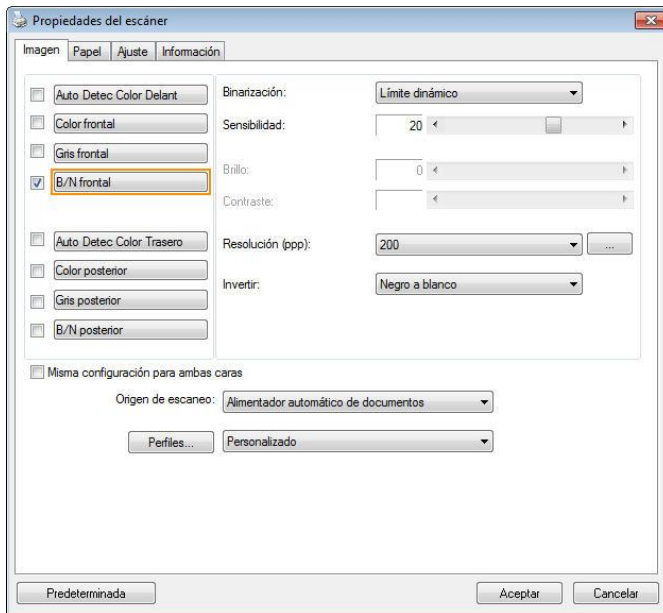 Propiedades del escáner
Imagen Papel Ajuste Información
Auto Detec Color Delant
Color frontal
Gris frontal
B/N frontal
Auto Detec Color Trasero
Color posterior
Gris posterior
B/N posterior
Binarización: Límite dinámico
Sensibilidad: 20
Brillo: 0
Contraste:
Resolución (ppp): 200 ...
Invertir: Negro a blanco
Misma configuración para ambas caras
Origen de escaneo: Alimentador automático de documentos
Perfiles... Personalizado
Predeterminada Aceptar Cancelar